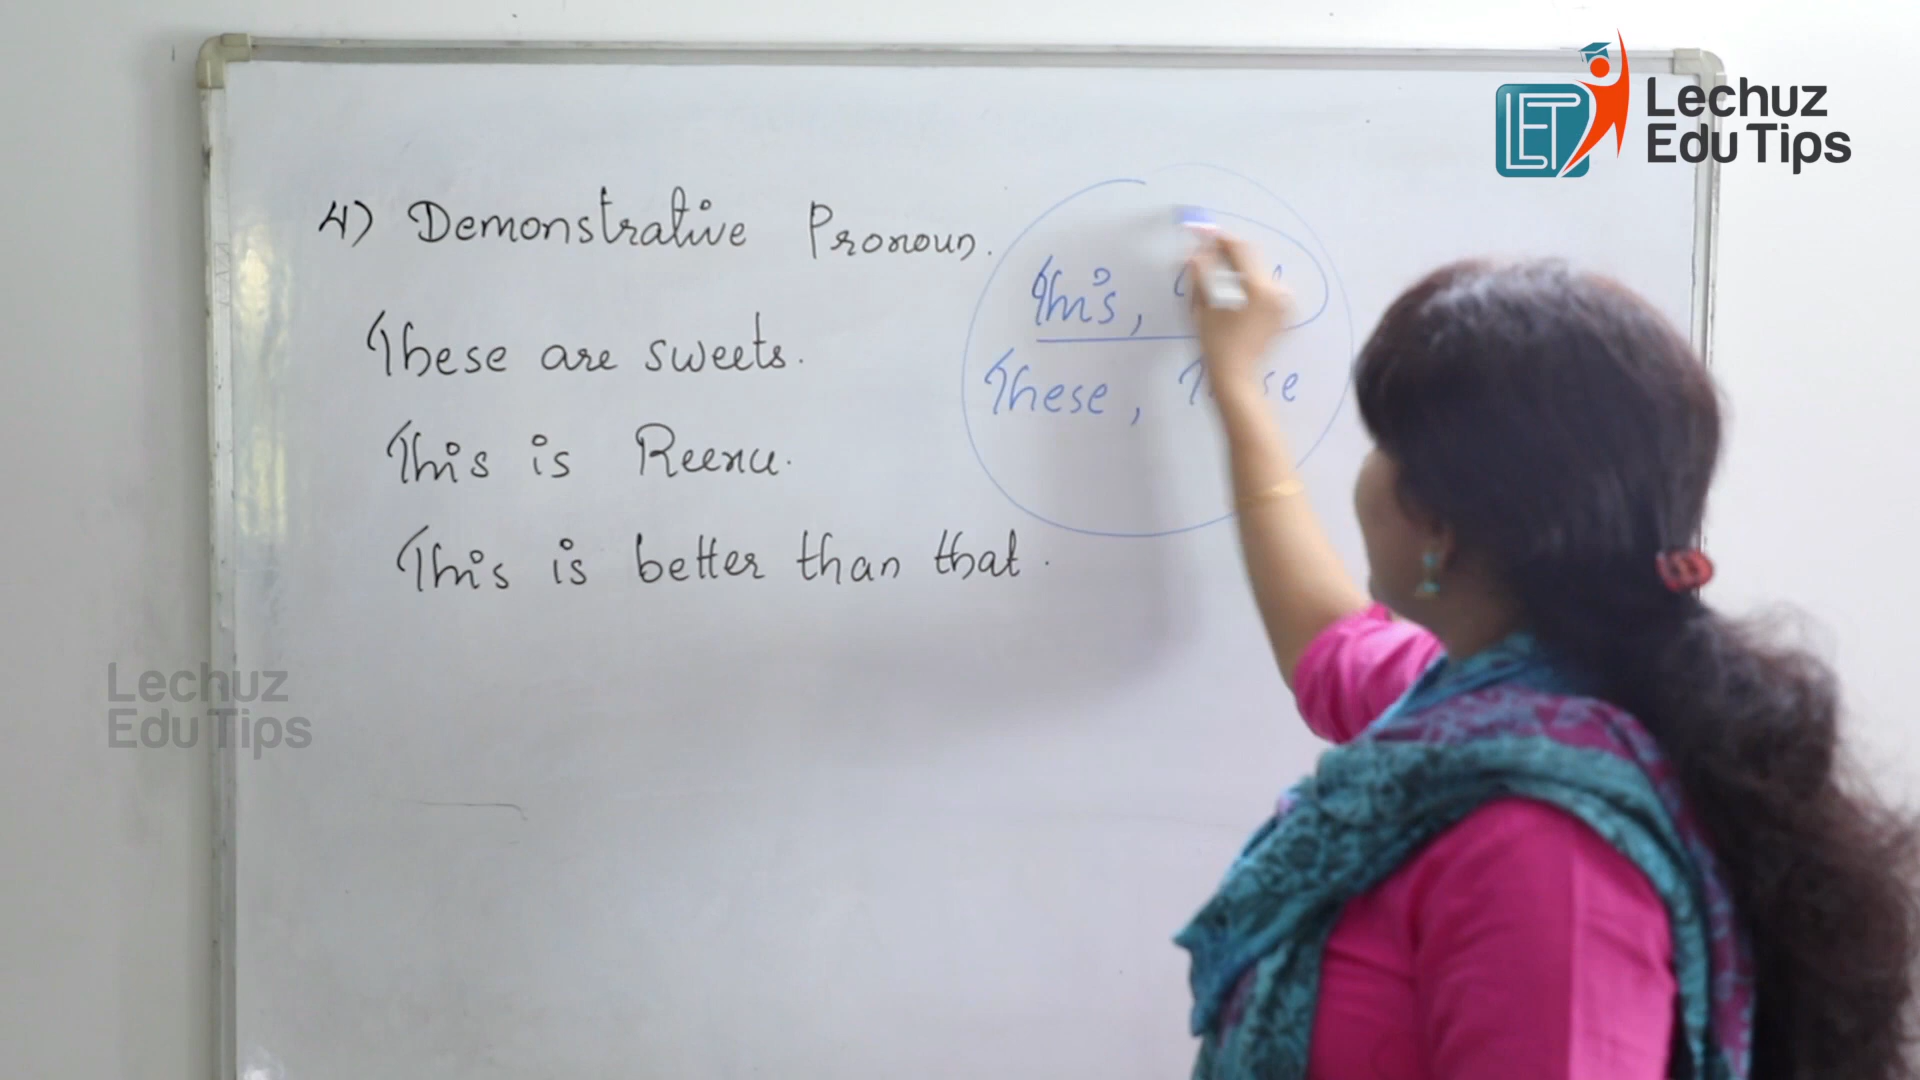 Lechuz
Edu Tips
LET
4) Demonstrative Pronoun.
This,
These,
These are sweets.
This is Reenu.
This is better than that.
Lechuz
Edu Tips